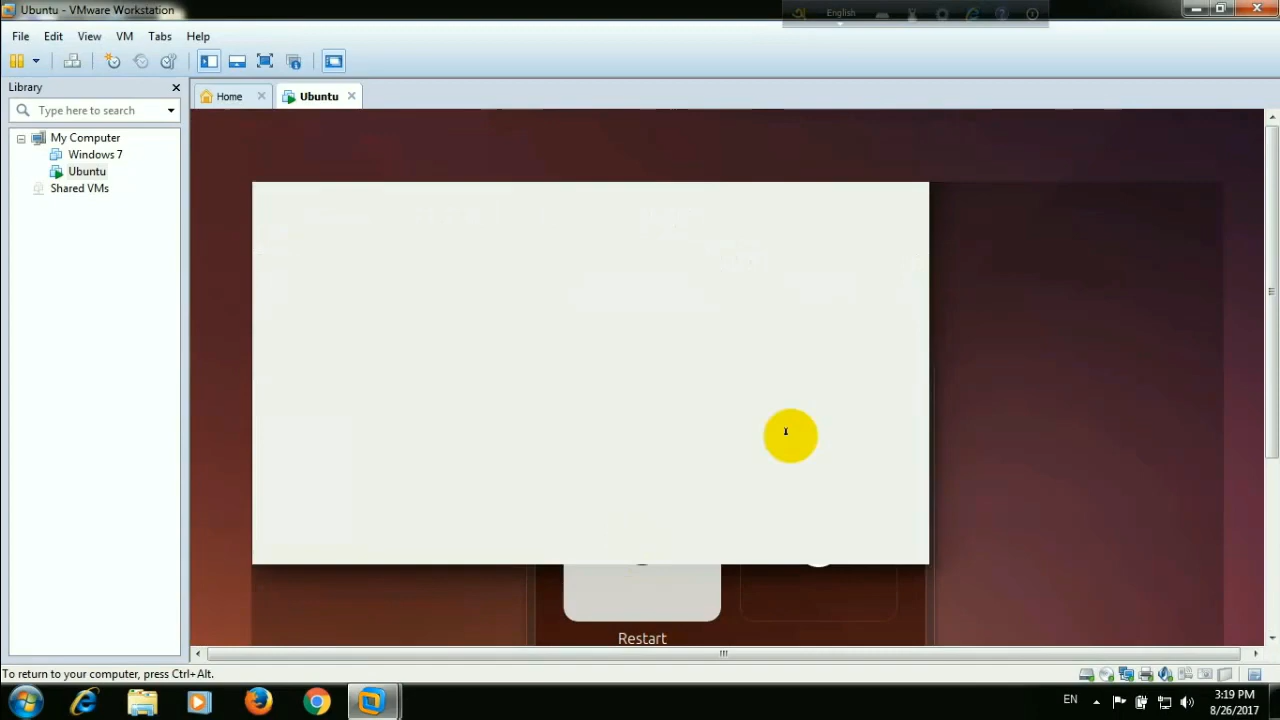 Ubuntu - VMware Workstation
English
File Edit View VM Tabs Help
Library
Type here to search
Home
Ubuntu
My Computer
Windows 7
Ubuntu
Shared VMs
Restart
To return to your computer, press Ctrl+Alt.
EN
3:19 PM
8/26/2017